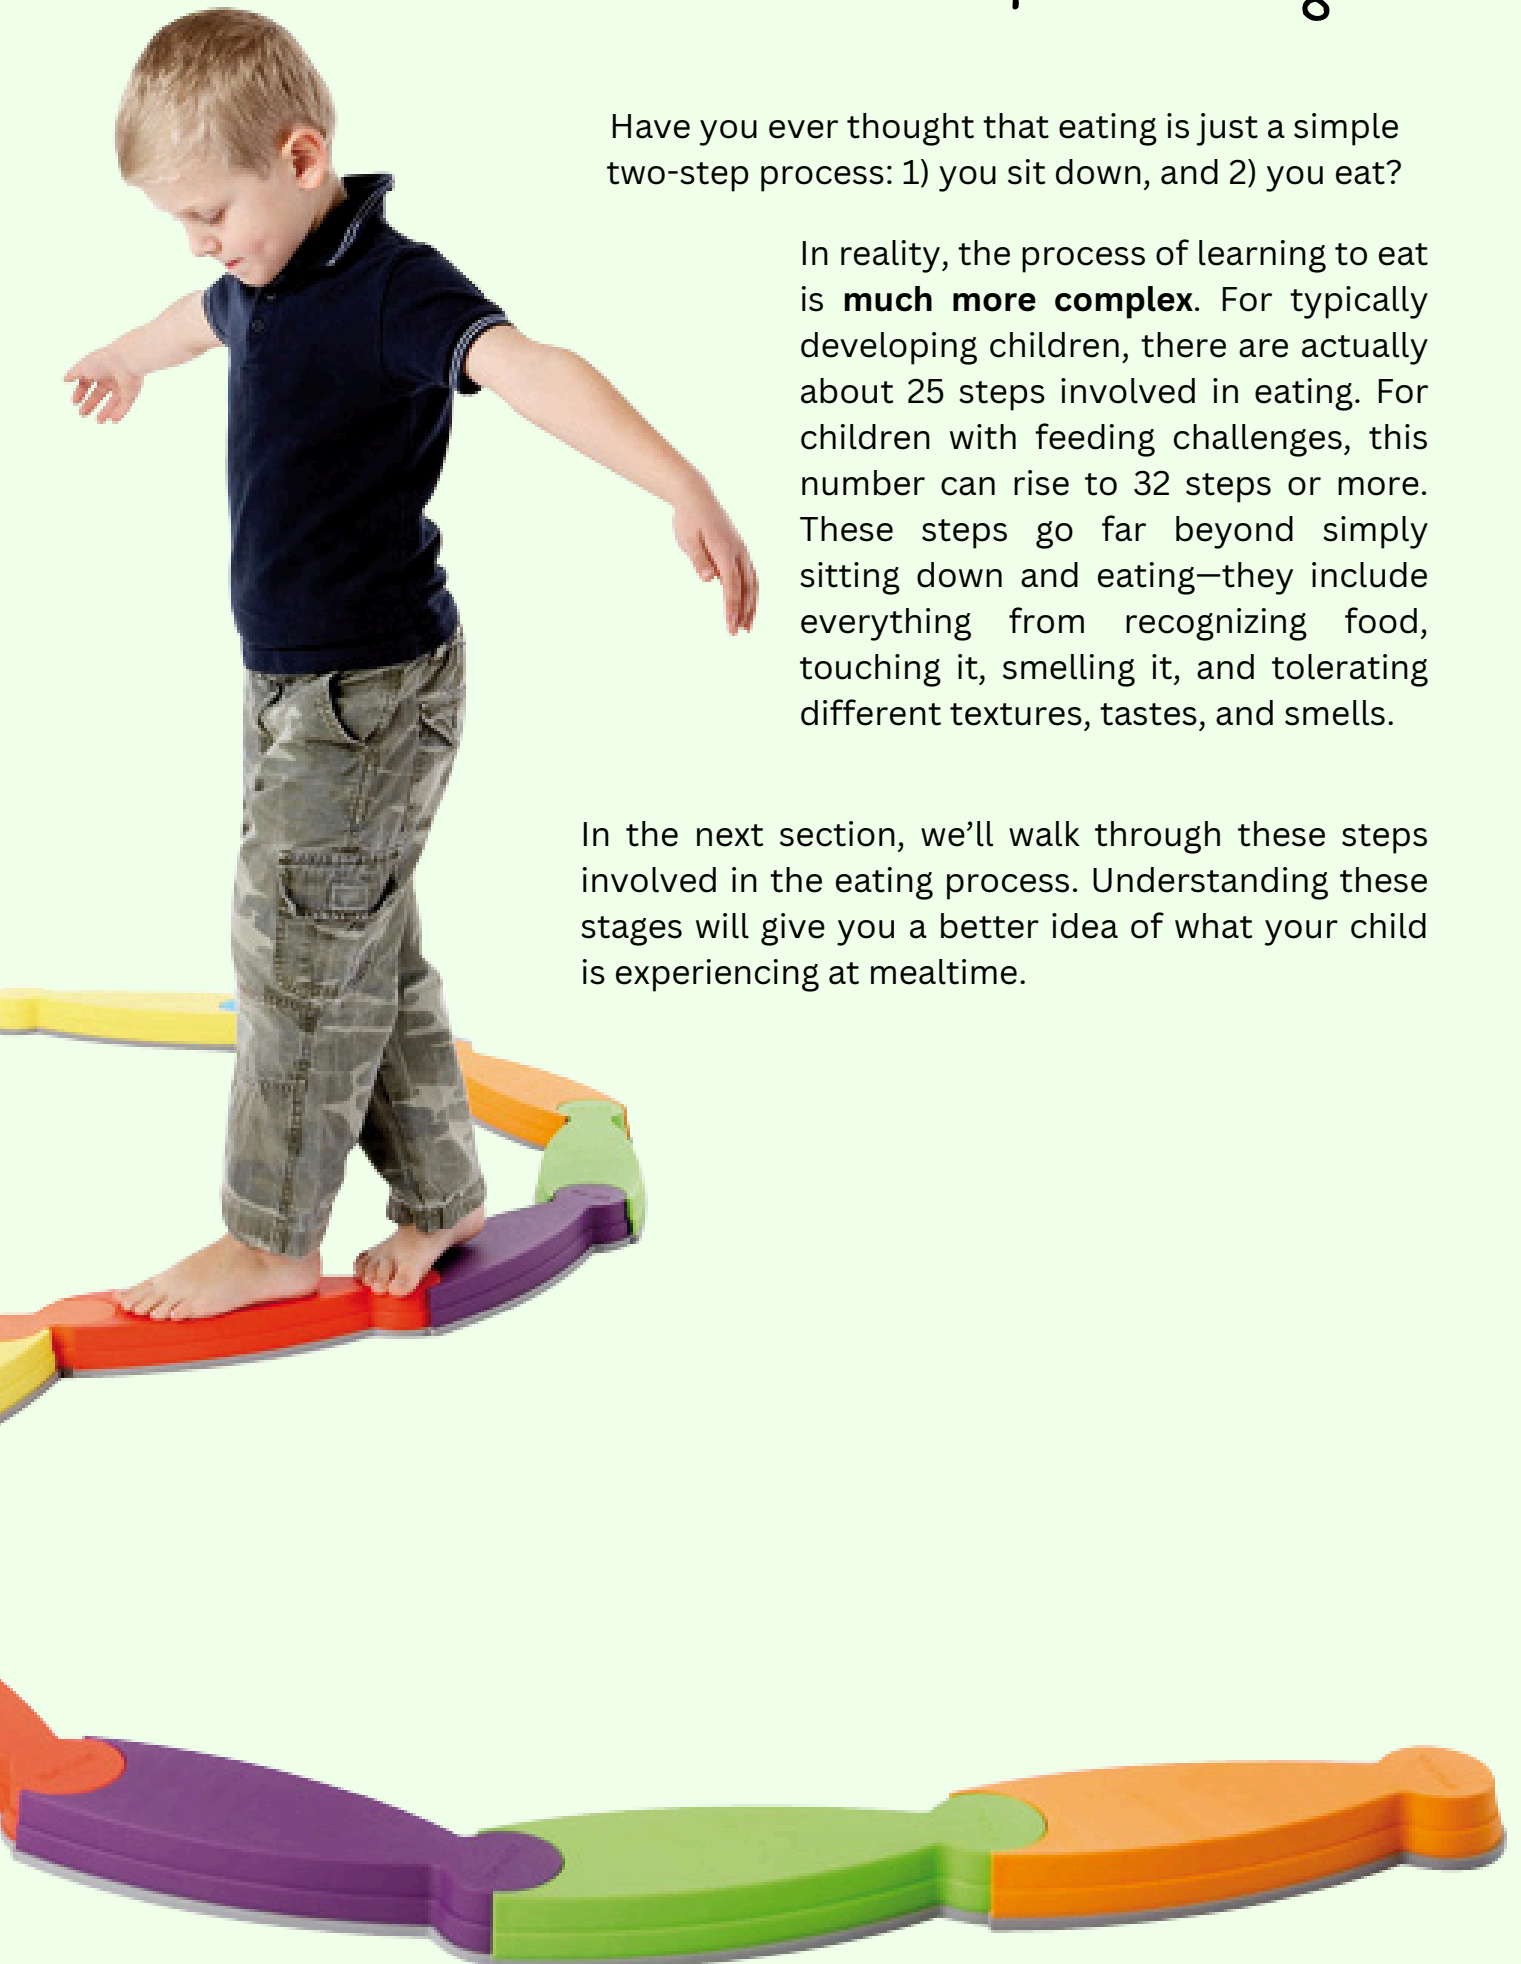 Have you ever thought that eating is just a simple
two-step process: 1) you sit down, and 2) you eat?
In reality, the process of learning to eat
is much more complex. For typically
developing children, there are actually
about 25 steps involved in eating. For
children with feeding challenges, this
number can rise to 32 steps or more.
These steps go far beyond simply
sitting down and eating—they include
everything from recognizing food,
touching it, smelling it, and tolerating
different textures, tastes, and smells.
In the next section, we’ll walk through these steps
involved in the eating process. Understanding these
stages will give you a better idea of what your child
is experiencing at mealtime.